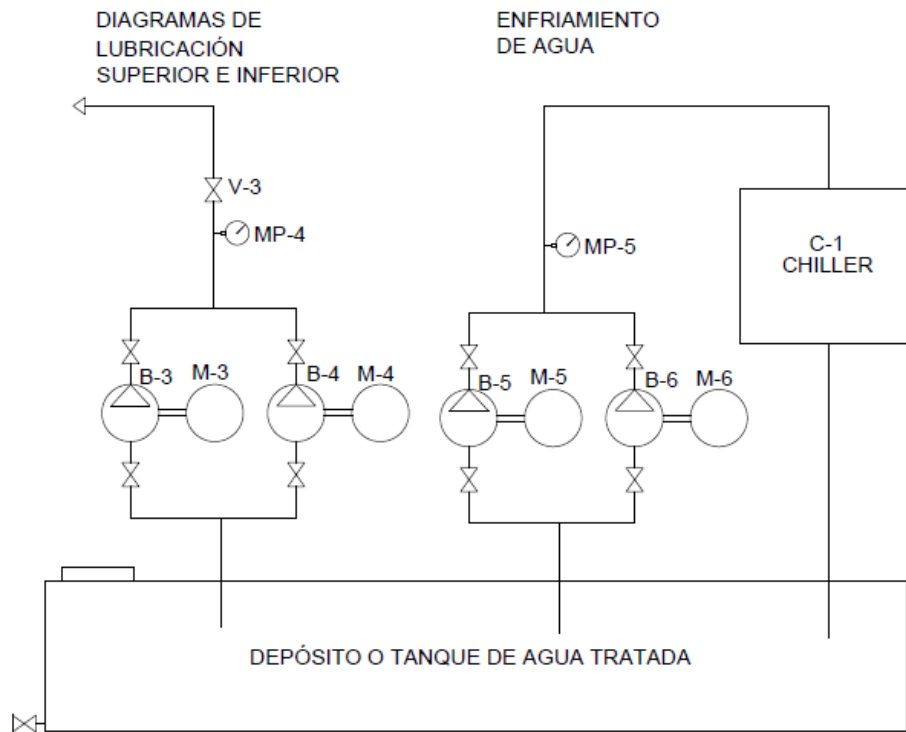 DIAGRAMAS DE
LUBRICACIÓN
SUPERIOR E INFERIOR
ENFRIAMIENTO
DE AGUA
V-3
MP-4
MP-5
C-1
CHILLER
B-3
M-3
B-4
M-4
B-5
M-5
B-6
M-6
DEPÓSITO O TANQUE DE AGUA TRATADA